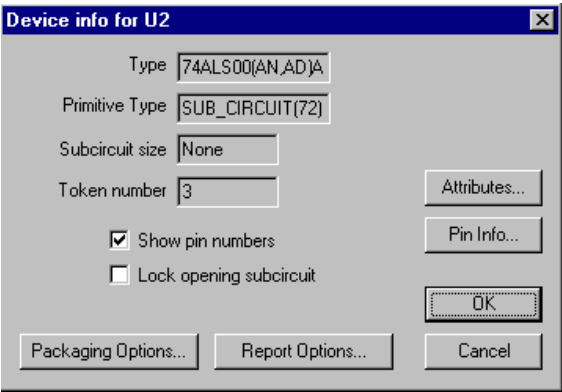 Device info for U2
Type 74ALS00(AN,AD)A
Primitive Type SUB_CIRCUIT(72)
Subcircuit size None
Token number 3
Attributes...
Show pin numbers
Pin Info...
Lock opening subcircuit
OK
Packaging Options... Report Options... Cancel